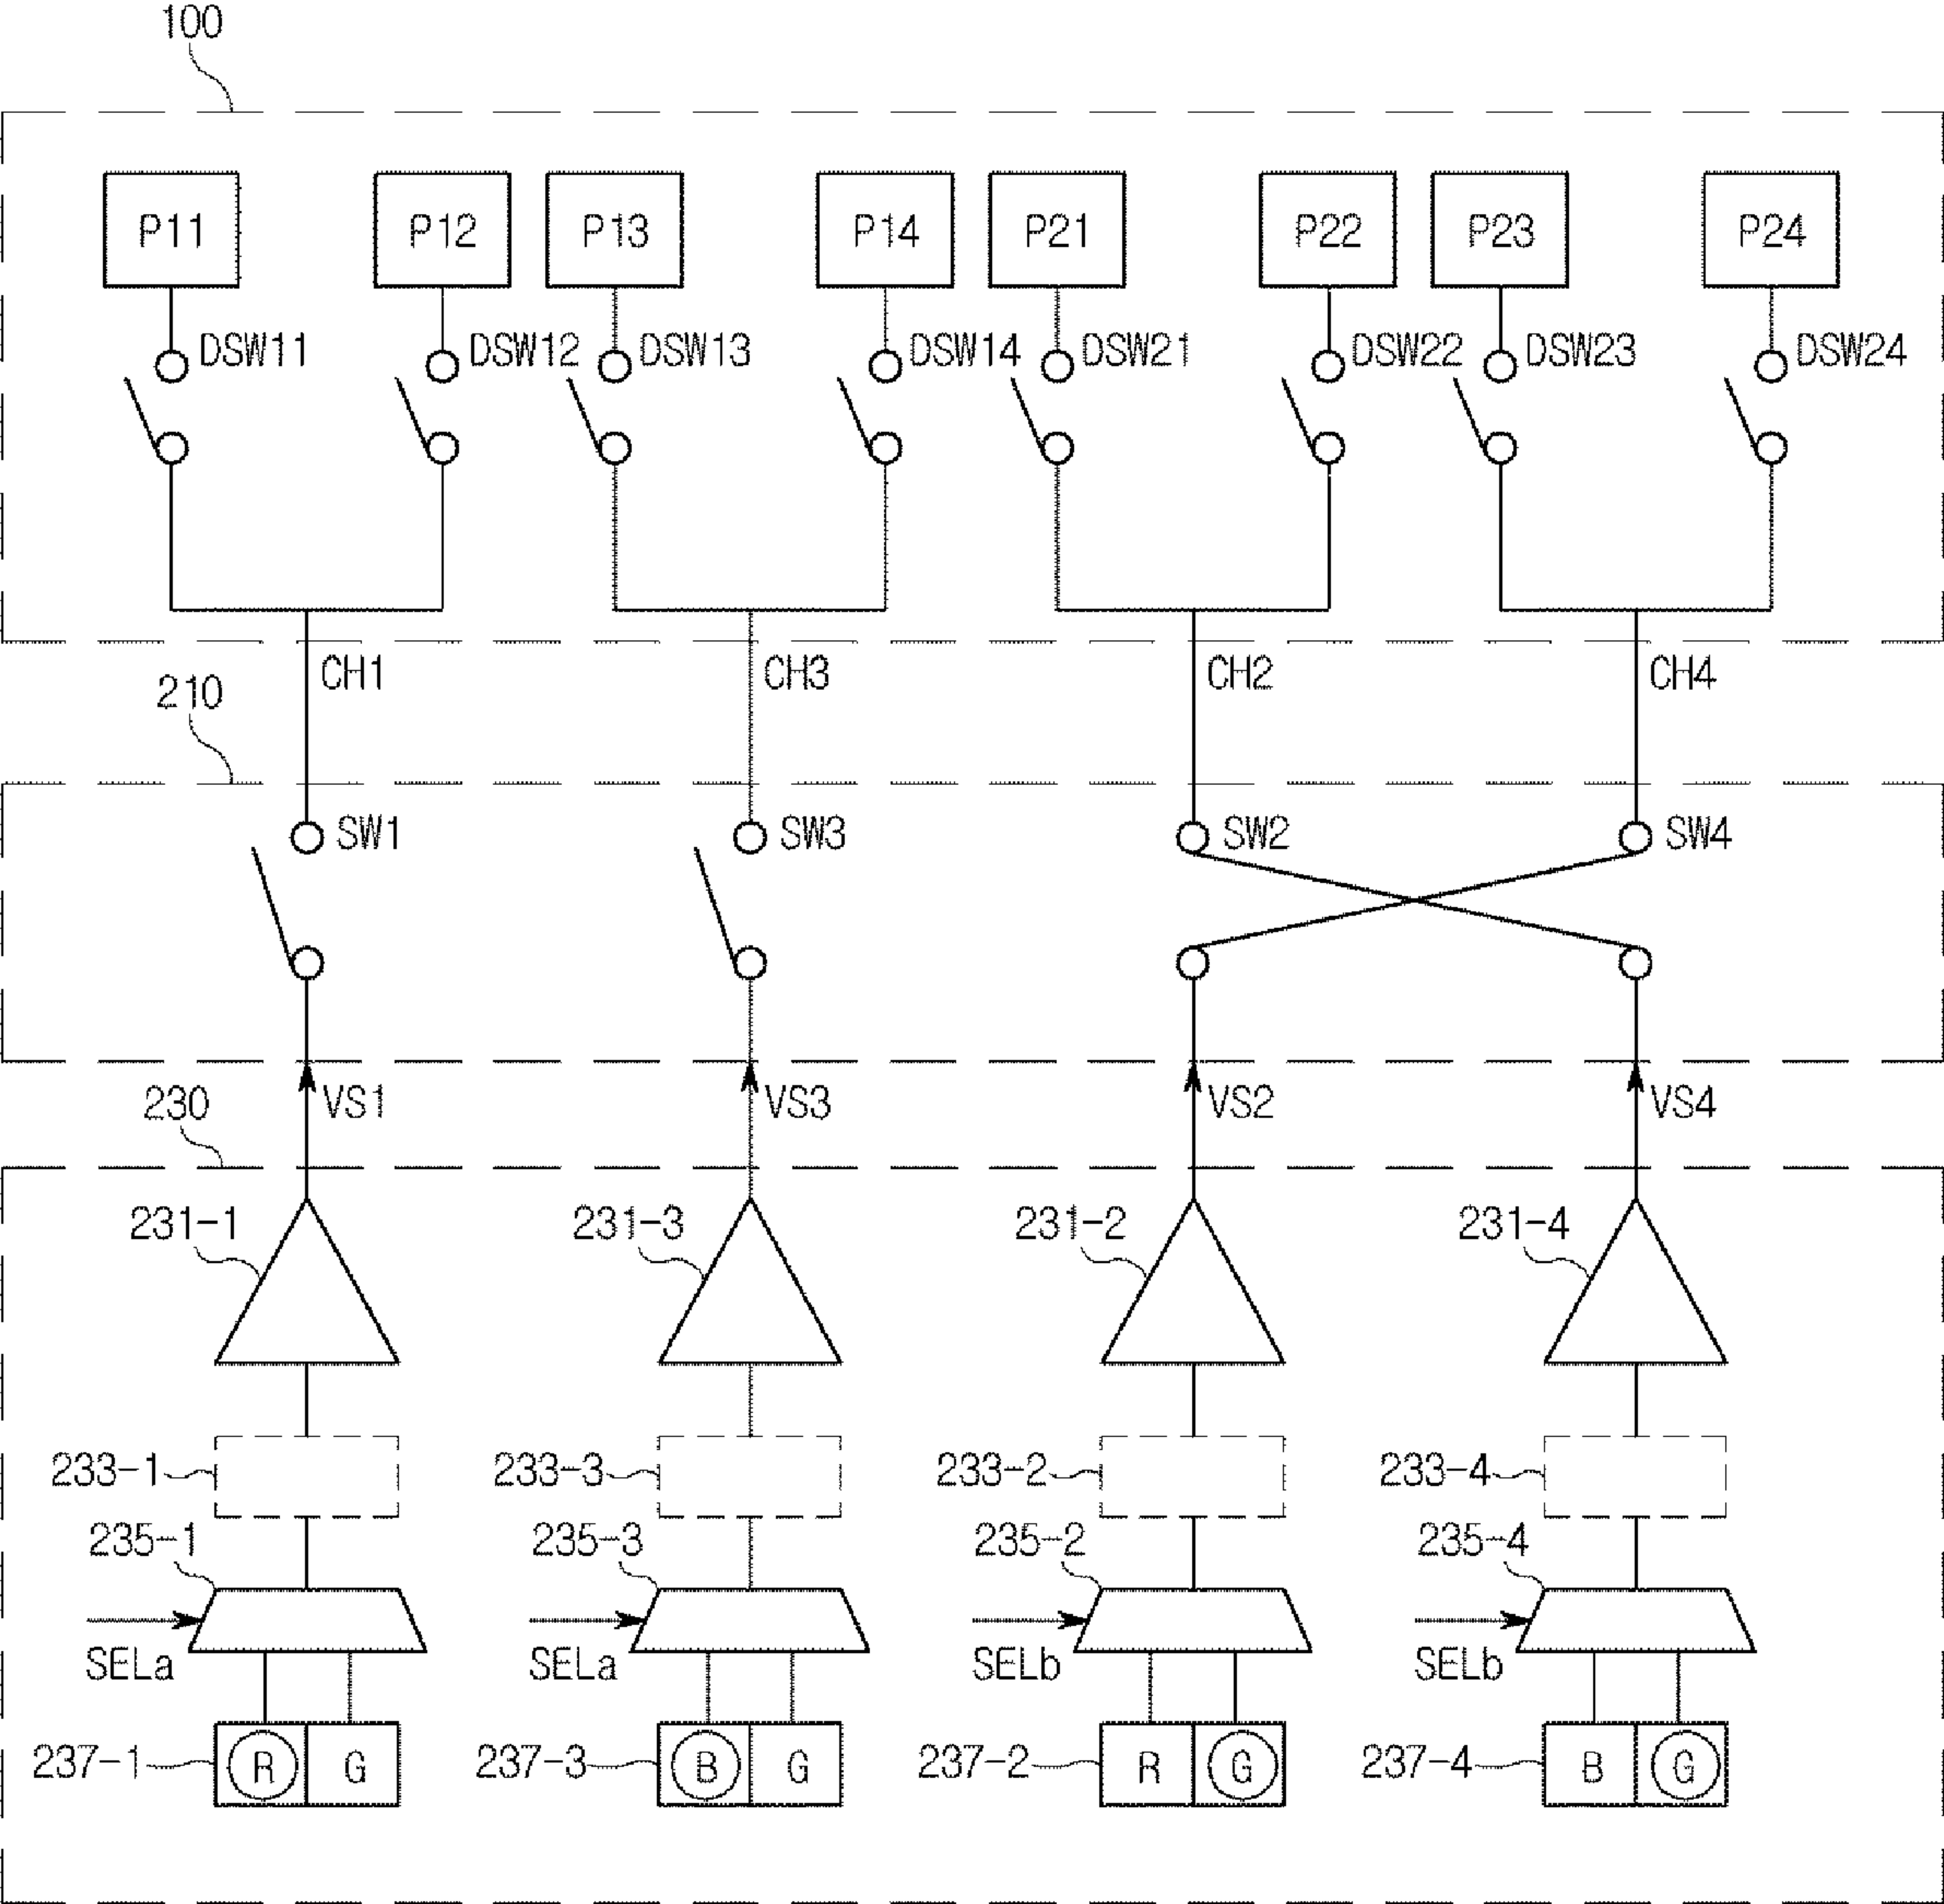 100
P11 P12 P13 P14 P21 P22 P23 P24
DSW11 DSW12 DSW13 DSW14 DSW21 DSW22 DSW23 DSW24
CH1 CH3 CH2 CH4
210
SW1 SW3 SW2 SW4
230 VS1 VS3 VS2 VS4
231-1 231-3 231-2 231-4
233-1 233-3 233-2 233-4
235-1 235-3 235-2 235-4
SELa SELa SELb SELb
237-1 R G 237-3 B G 237-2 R G 237-4 B G